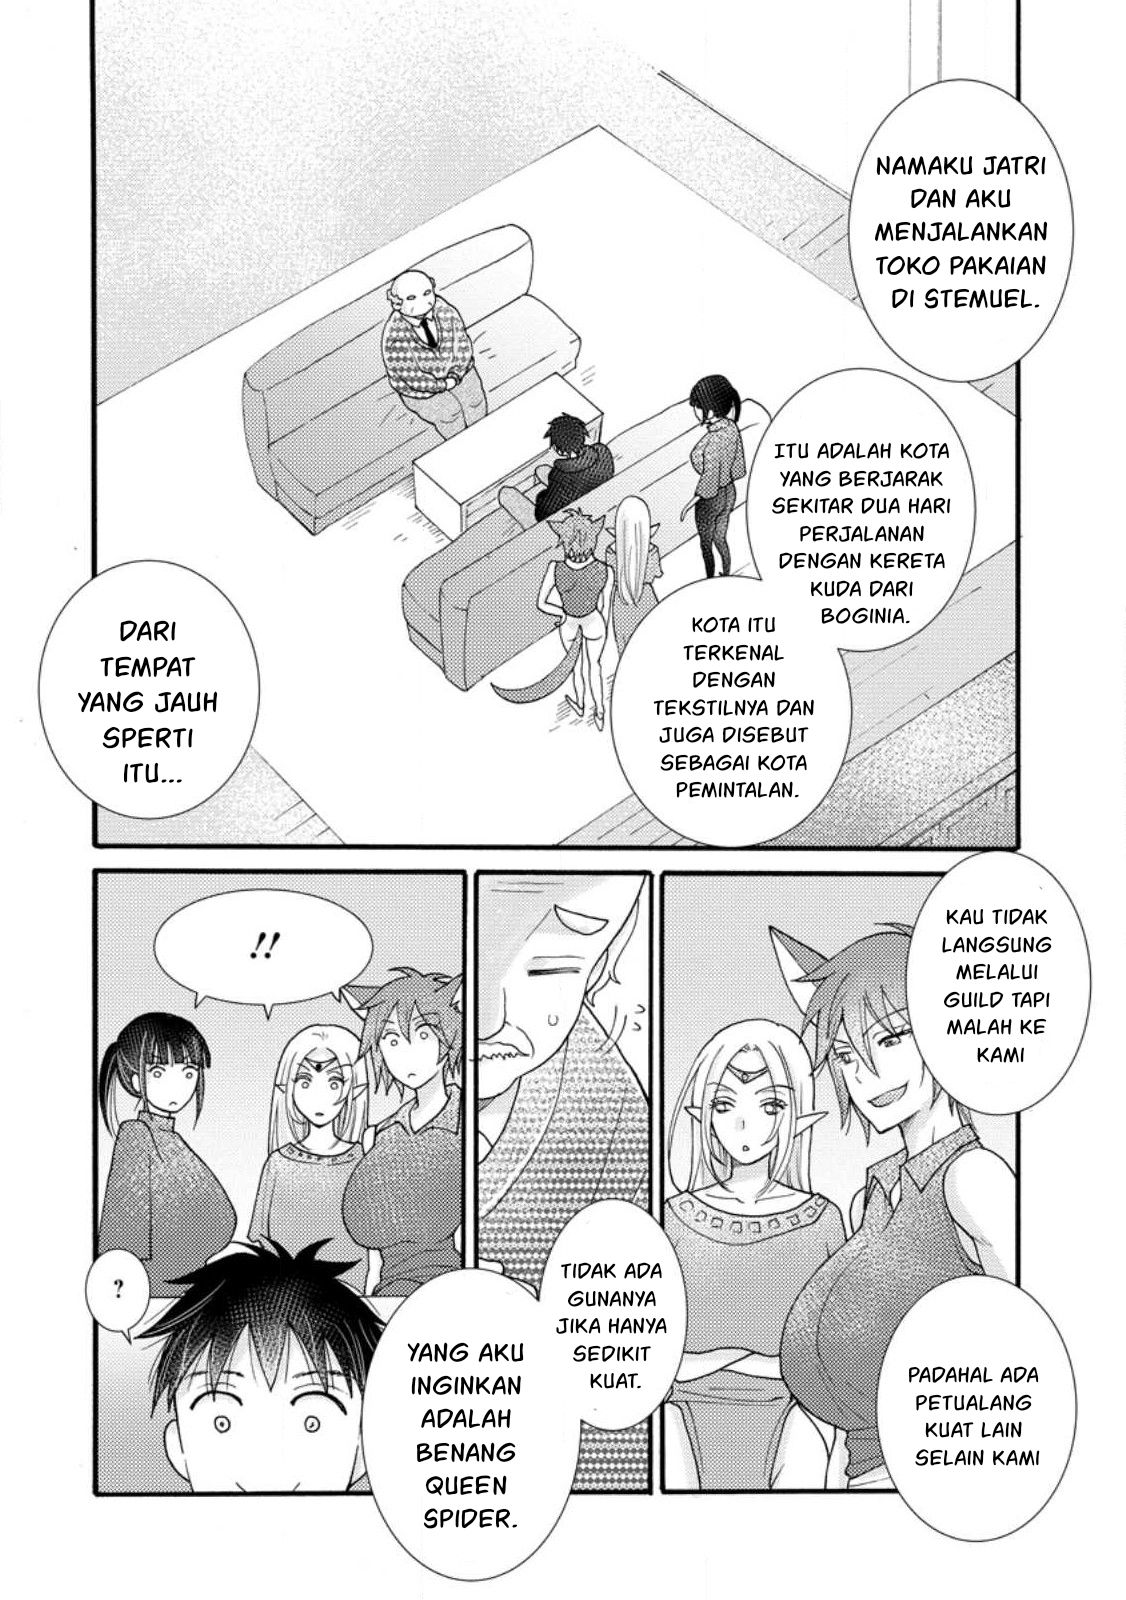 NAMAKU JATRI
DAN AKU
MENJALANKAN
TOKO PAKAIAN
DI STEMUEL.
ITU ADALAH KOTA
YANG BERJARAK
SEKITAR DUA HARI
PERJALANAN
DENGAN KERETA
KUDA DARI
BOGINIA.
KOTA ITU
TERKENAL
DENGAN
TEKSTILNYA DAN
JUGA DISEBUT
SEBAGAI KOTA
PEMINTALAN.
DARI
TEMPAT
YANG JAUH
SPERTI
ITU...
KAU TIDAK
LANGSUNG
MELALUI
GUILD TAPI
MALAH KE
KAMI
PADAHAL ADA
PETUALANG
KUAT LAIN
SELAIN KAMI
TIDAK ADA
GUNANYA
JIKA HANYA
SEDIKIT
KUAT.
YANG AKU
INGINKAN
ADALAH
BENANG
QUEEN
SPIDER.
!!
?